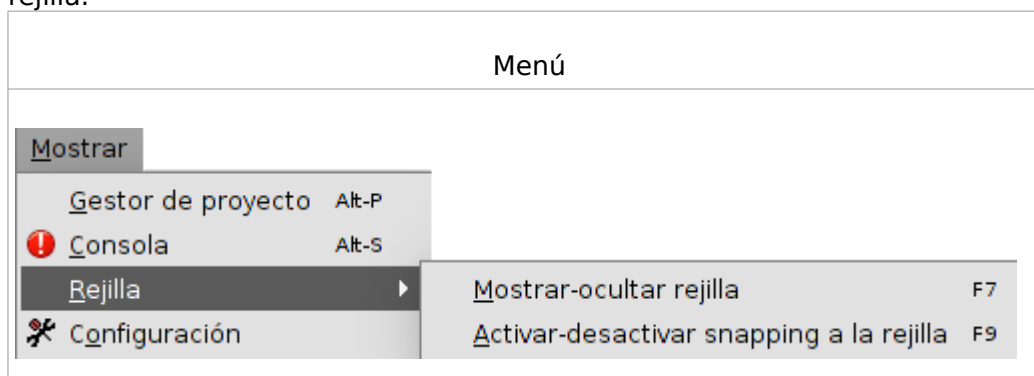 rejilla.
Menú
Mostrar
Gestor de proyecto Alt-P
Consola Alt-S
Rejilla
Mostrar-ocultar rejilla F7
Configuración
Activar-desactivar snapping a la rejilla F9